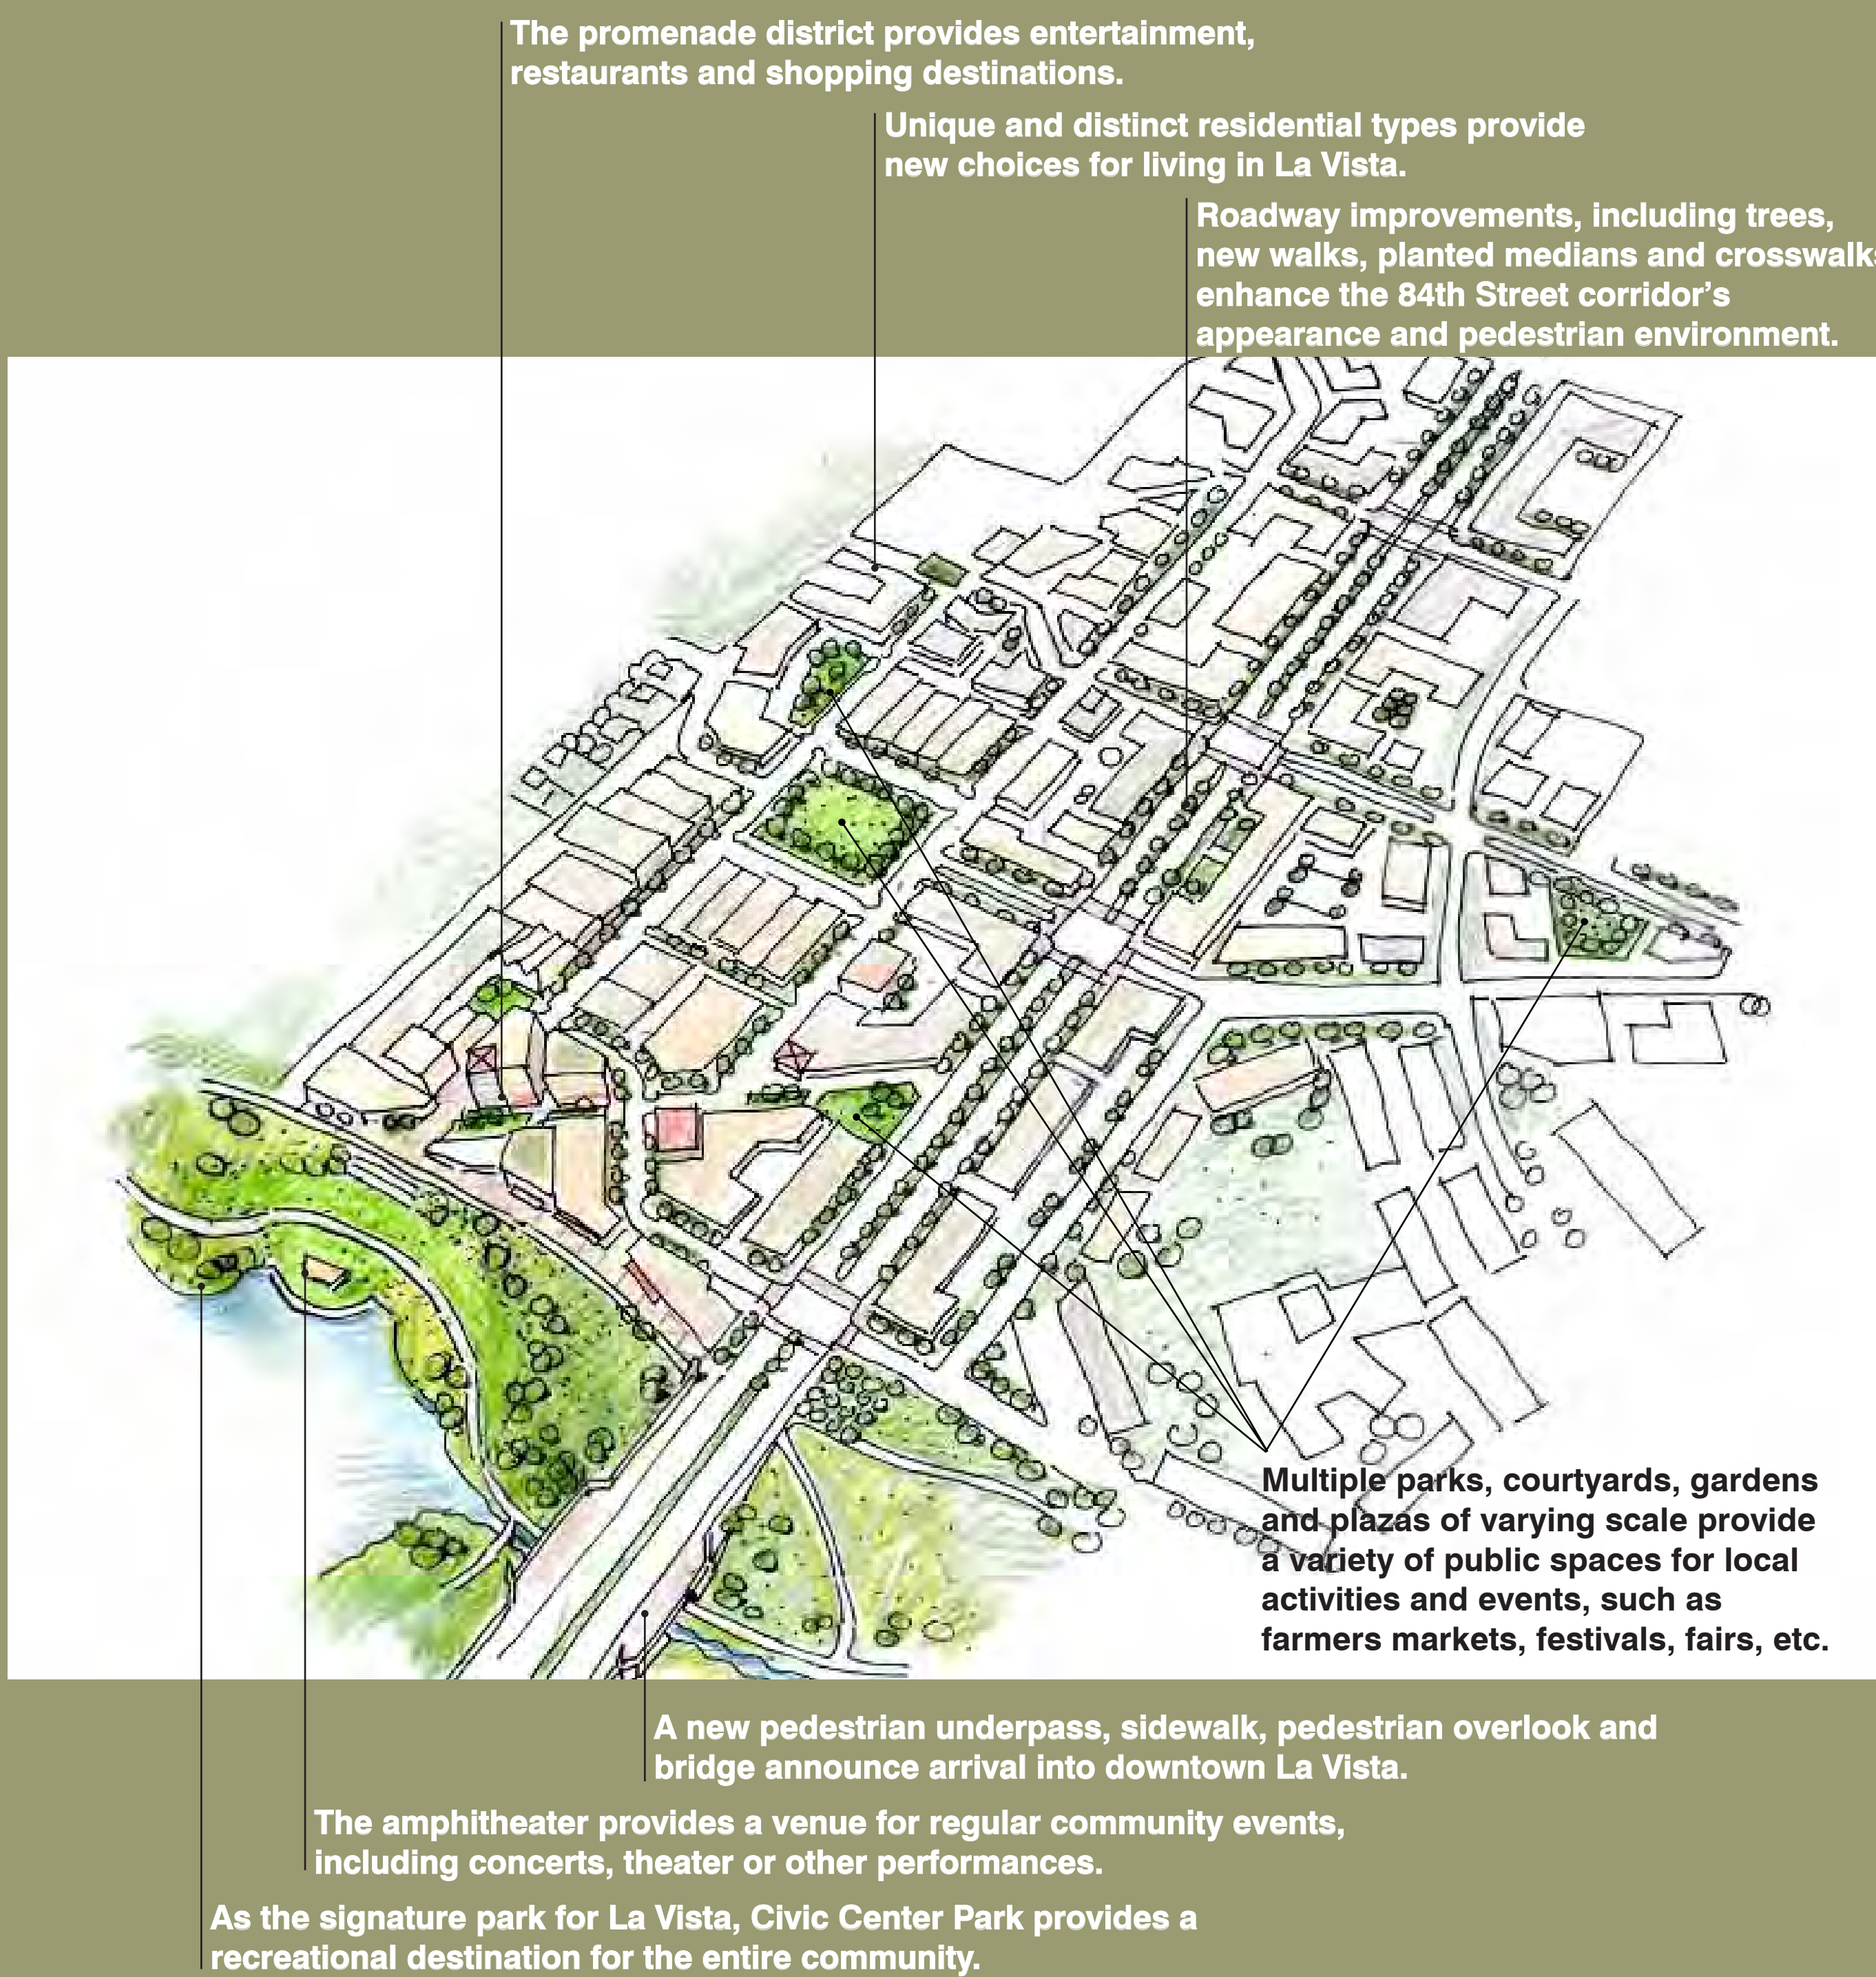 The promenade district provides entertainment,
restaurants and shopping destinations.
Unique and distinct residential types provide
new choices for living in La Vista.
Roadway improvements, including trees,
new walks, planted medians and crosswalks
enhance the 84th Street corridor’s
appearance and pedestrian environment.
Multiple parks, courtyards, gardens
and plazas of varying scale provide
a variety of public spaces for local
activities and events, such as
farmers markets, festivals, fairs, etc.
A new pedestrian underpass, sidewalk, pedestrian overlook and
bridge announce arrival into downtown La Vista.
The amphitheater provides a venue for regular community events,
including concerts, theater or other performances.
As the signature park for La Vista, Civic Center Park provides a
recreational destination for the entire community.